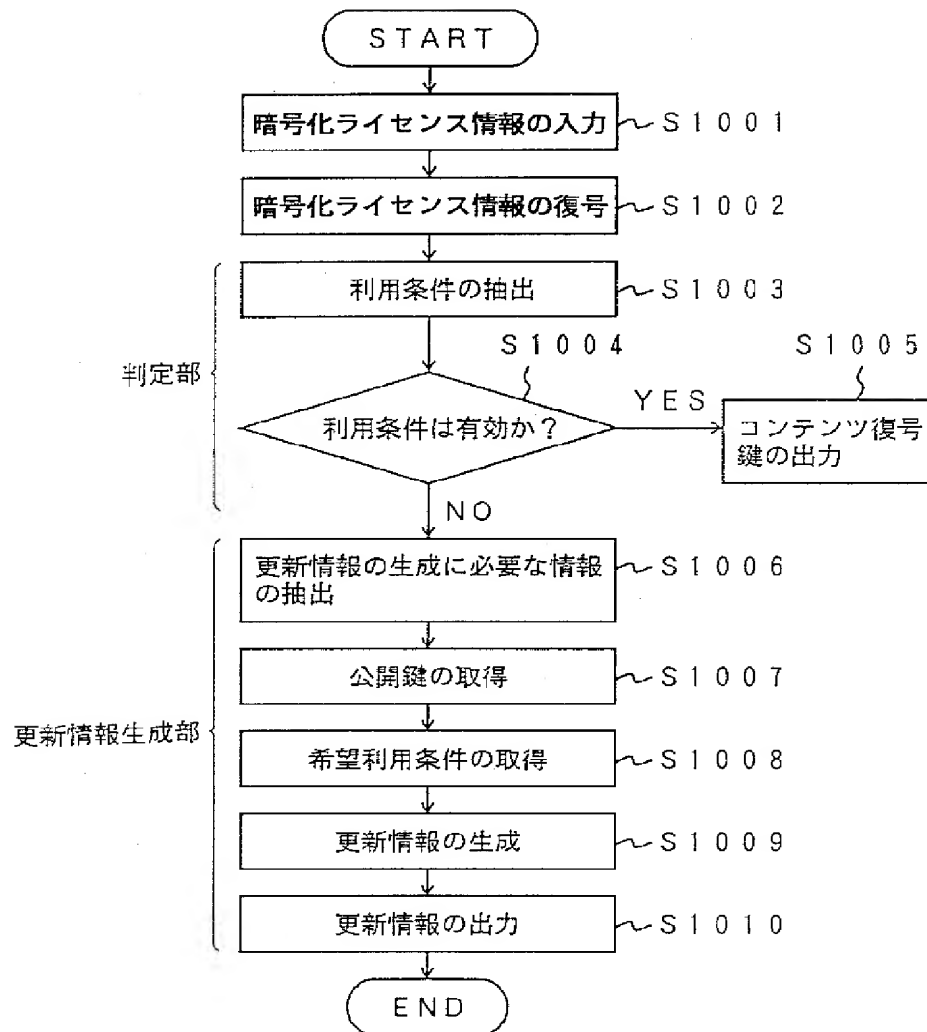 START
暗号化ライセンス情報の入力
S1001
暗号化ライセンス情報の復号
S1002
利用条件の抽出
S1003
判定部
S1004
利用条件は有効か？
YES
S1005
コンテンツ復号
鍵の出力
NO
更新情報の生成に必要な情報
の抽出
S1006
公開鍵の取得
S1007
更新情報生成部
希望利用条件の取得
S1008
更新情報の生成
S1009
更新情報の出力
S1010
END